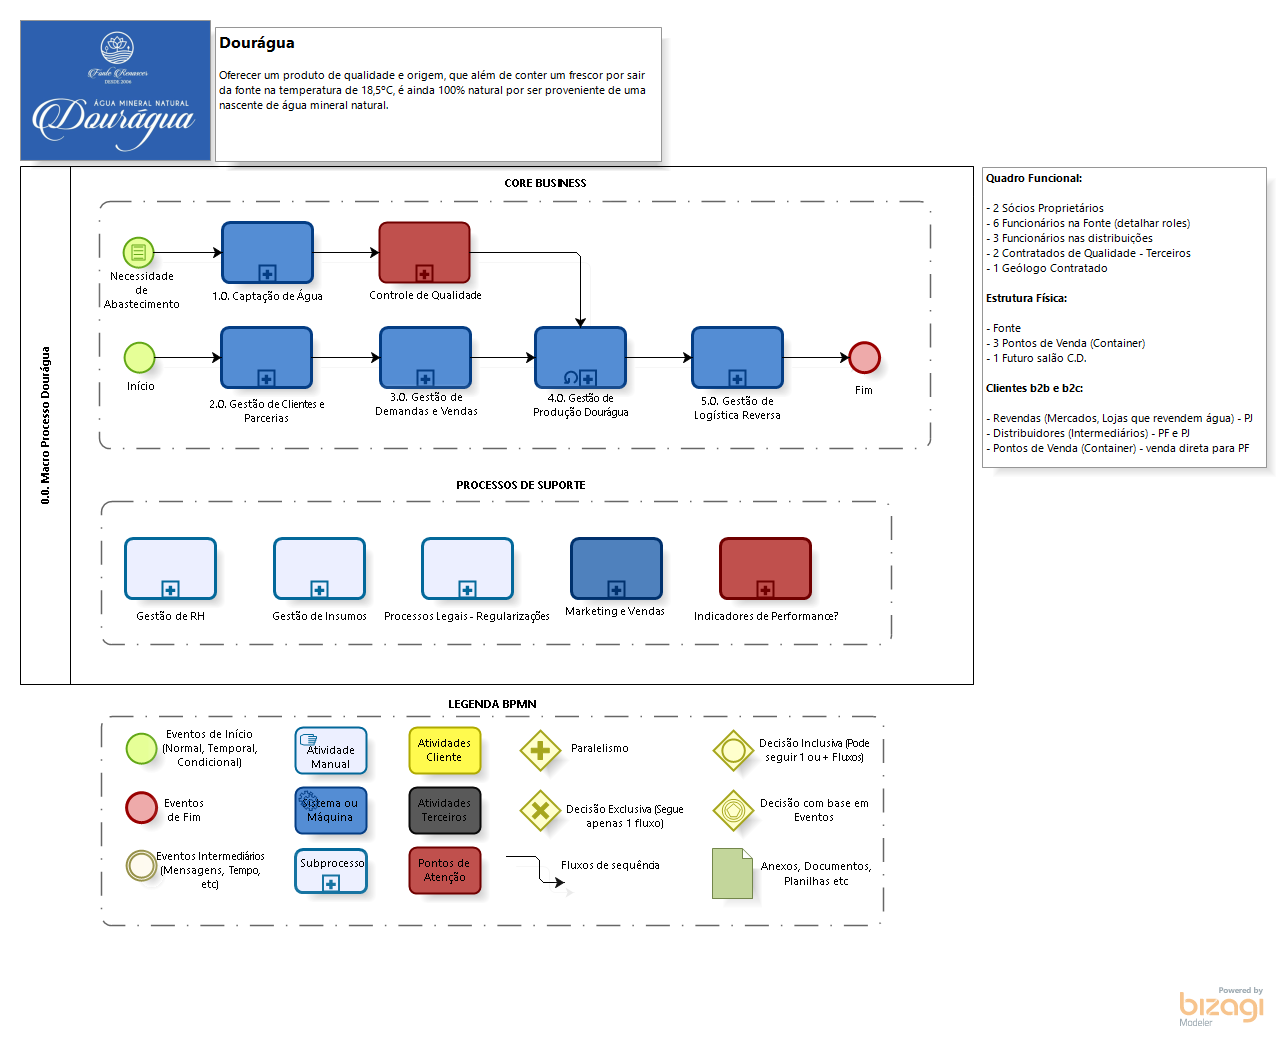 Fonte Renascer
DESDE 2006
ÁGUA MINERAL NATURAL
Dourágua
Dourágua
Oferecer um produto de qualidade e origem, que além de conter um frescor por sair
da fonte na temperatura de 18,5ºC, é ainda 100% natural por ser proveniente de uma
nascente de água mineral natural.
0.0. Macro Processo Dourágua
CORE BUSINESS
Necessidade
de
Abastecimento
1.0. Captação de Água
Controle de Qualidade
Início
2.0. Gestão de Clientes e
Parcerias
3.0. Gestão de
Demandas e Vendas
4.0. Gestão de
Produção Dourágua
5.0. Gestão de
Logística Reversa
Fim
PROCESSOS DE SUPORTE
Gestão de RH
Gestão de Insumos
Processos Legais - Regularizações
Marketing e Vendas
Indicadores de Performance?
Quadro Funcional:
- 2 Sócios Proprietários
- 6 Funcionários na Fonte (detalhar roles)
- 3 Funcionários nas distribuições
- 2 Contratados de Qualidade - Terceiros
- 1 Geólogo Contratado
Estrutura Física:
- Fonte
- 3 Pontos de Venda (Container)
- 1 Futuro salão C.D.
Clientes b2b e b2c:
- Revendas (Mercados, Lojas que revendem água) - PJ
- Distribuidores (Intermediários) - PF e PJ
- Pontos de Venda (Container) - venda direta para PF
LEGENDA BPMN
Eventos de Início
(Normal, Temporal,
Condicional)
Eventos
de Fim
Eventos Intermediários
(Mensagens, Tempo,
etc)
Atividade
Manual
Sistema ou
Máquina
Subprocesso
Atividades
Cliente
Atividades
Terceiros
Pontos de
Atenção
Paralelismo
Decisão Exclusiva (Segue
apenas 1 fluxo)
Fluxos de sequência
Decisão Inclusiva (Pode
seguir 1 ou + Fluxos)
Decisão com base em
Eventos
Anexos, Documentos,
Planilhas etc
Powered by
bizagi
Modeler